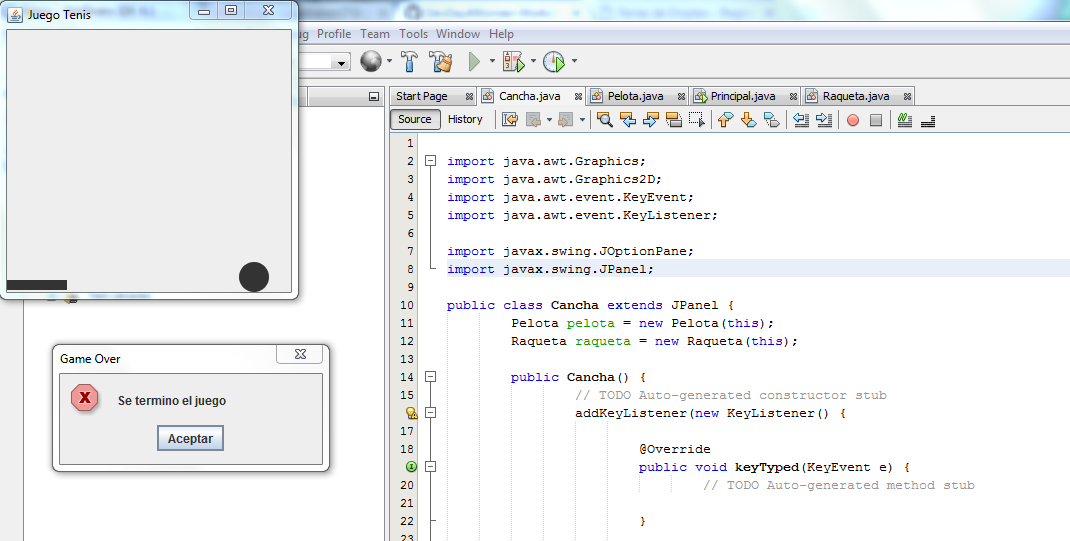 Juego Tenis
Profile Team Tools Window Help
Start Page Cancha.java Pelota.java Principal.java Raqueta.java
Source History
1
2 import java.awt.Graphics;
3 import java.awt.Graphics2D;
4 import java.awt.event.KeyEvent;
5 import java.awt.event.KeyListener;
6
7 import javax.swing.JOptionPane;
8 import javax.swing.JPanel;
9
10 public class Cancha extends JPanel {
11 Pelota pelota = new Pelota(this);
12 Raqueta raqueta = new Raqueta(this);
13
14 public Cancha() {
15 // TODO Auto-generated constructor stub
addKeyListener(new KeyListener() {
17
18 @Override
public void keyTyped(KeyEvent e) {
20 // TODO Auto-generated method stub
21
22 }
23
Game Over
Se termino el juego
Aceptar